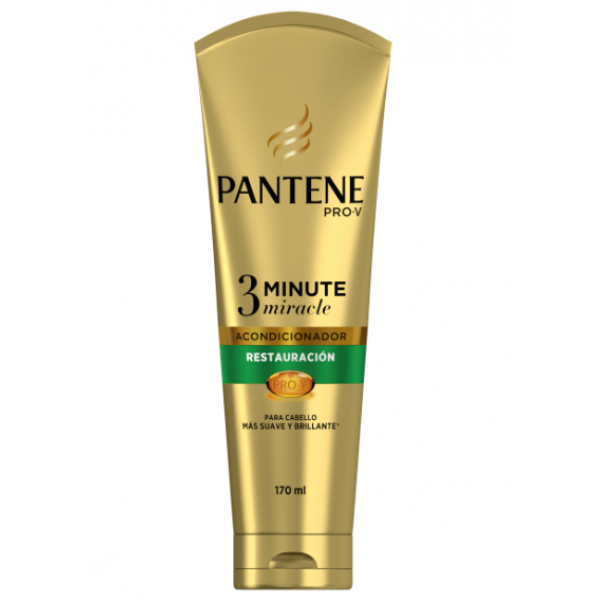 PANTENE
PRO-V
3 MINUTE
miracle
ACONDICIONADOR
RESTAURACIÓN
PRO-V
PARA CABELLO
MÁS SUAVE Y BRILLANTE*
170 ml